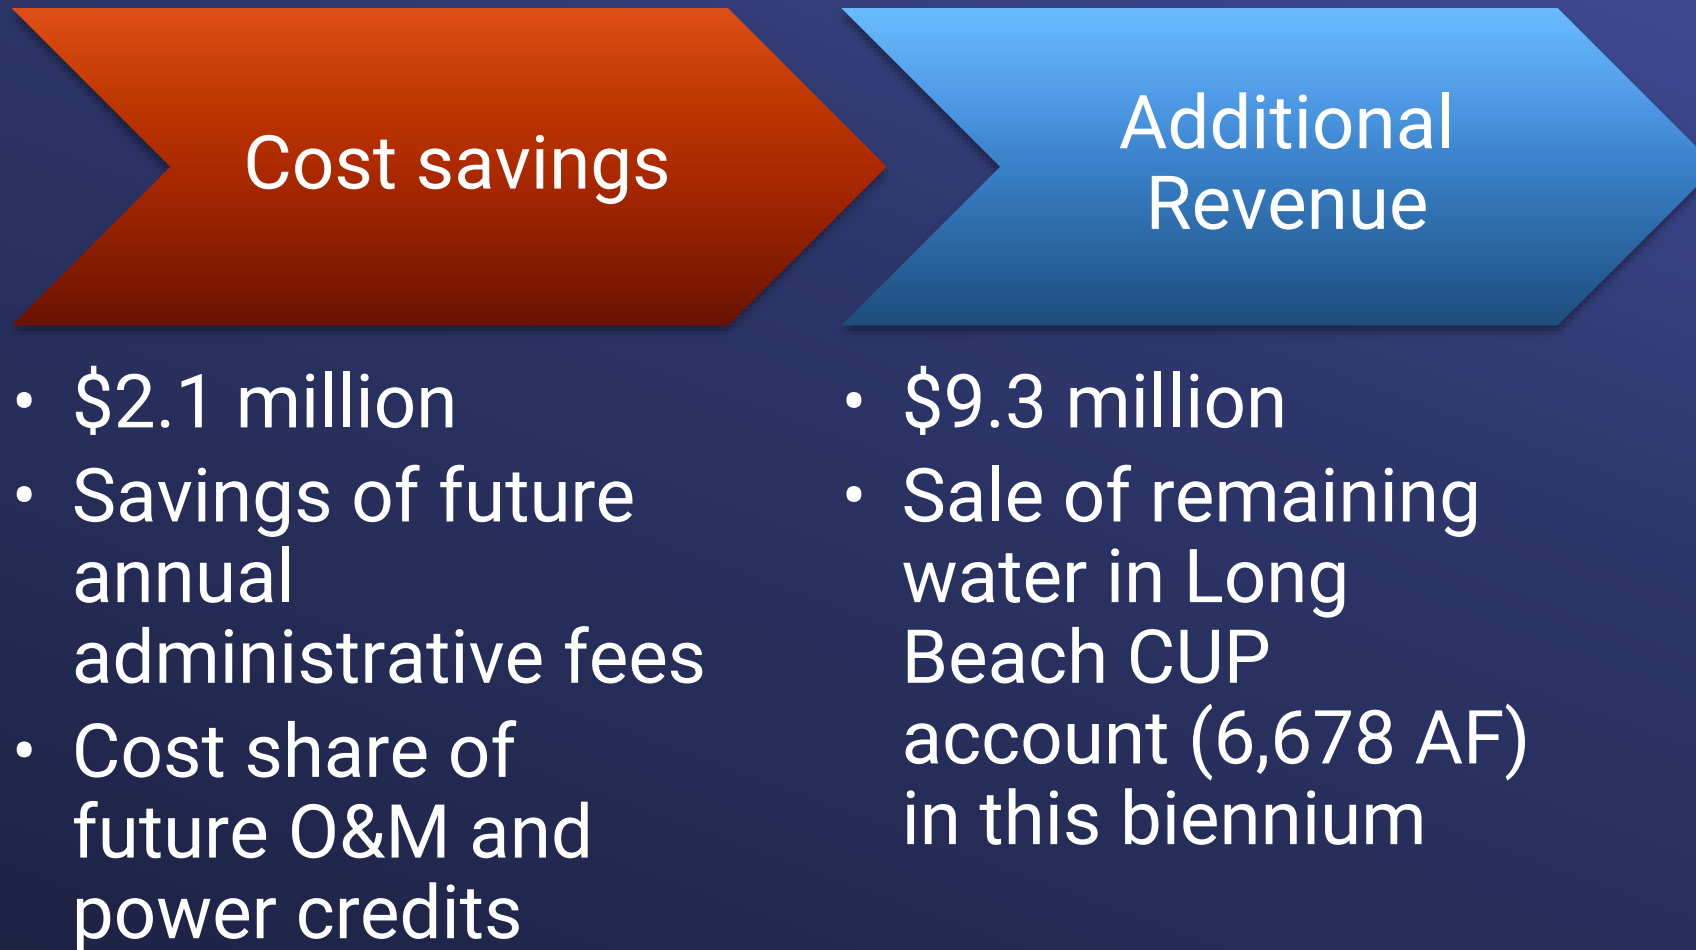 Cost savings
• $2.1 million
• Savings of future
annual
administrative fees
• Cost share of
future O&M and
power credits
Additional
Revenue
• $9.3 million
• Sale of remaining
water in Long
Beach CUP
account (6,678 AF)
in this biennium